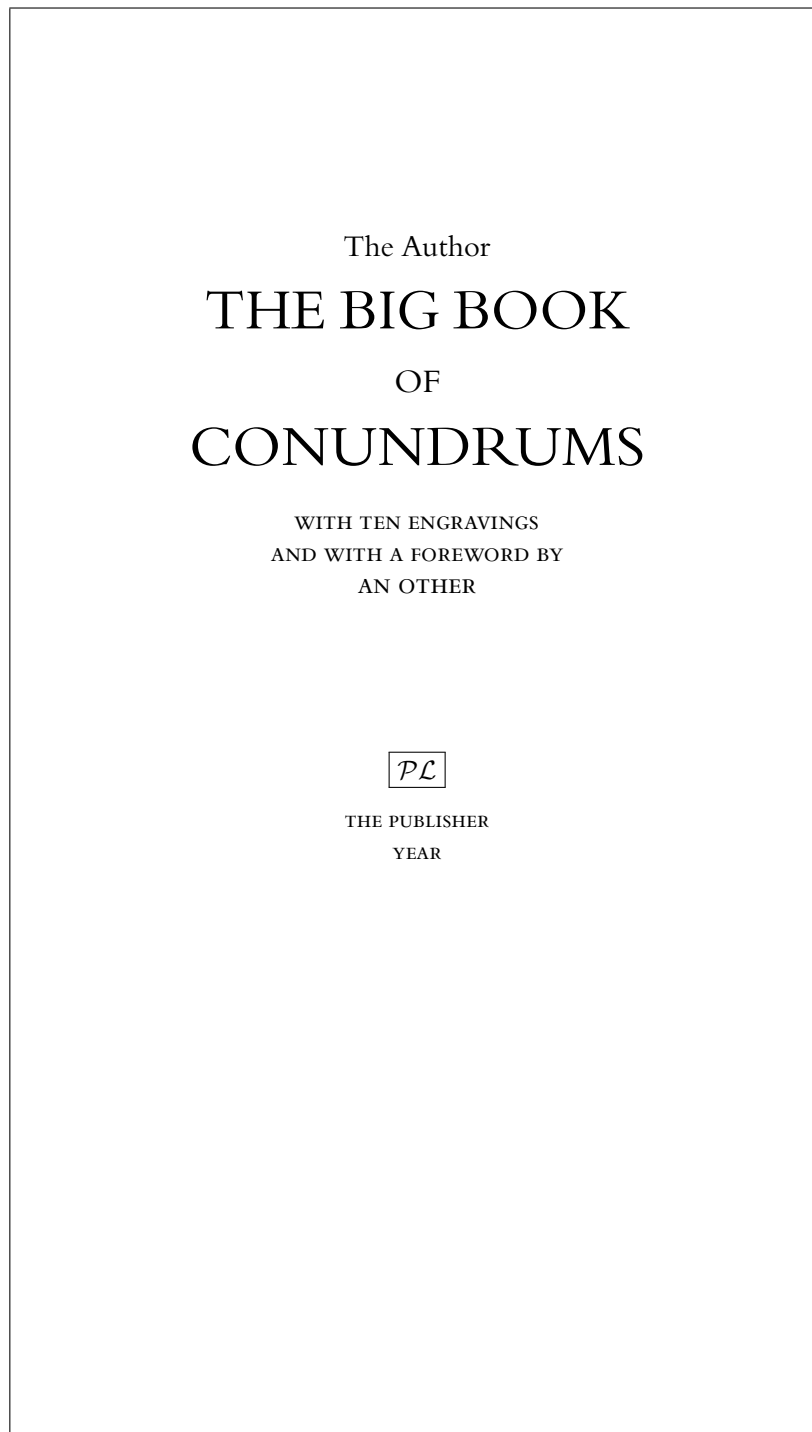 The Author
THE BIG BOOK
OF
CONUNDRUMS
WITH TEN ENGRAVINGS
AND WITH A FOREWORD BY
AN OTHER
PL
THE PUBLISHER
YEAR